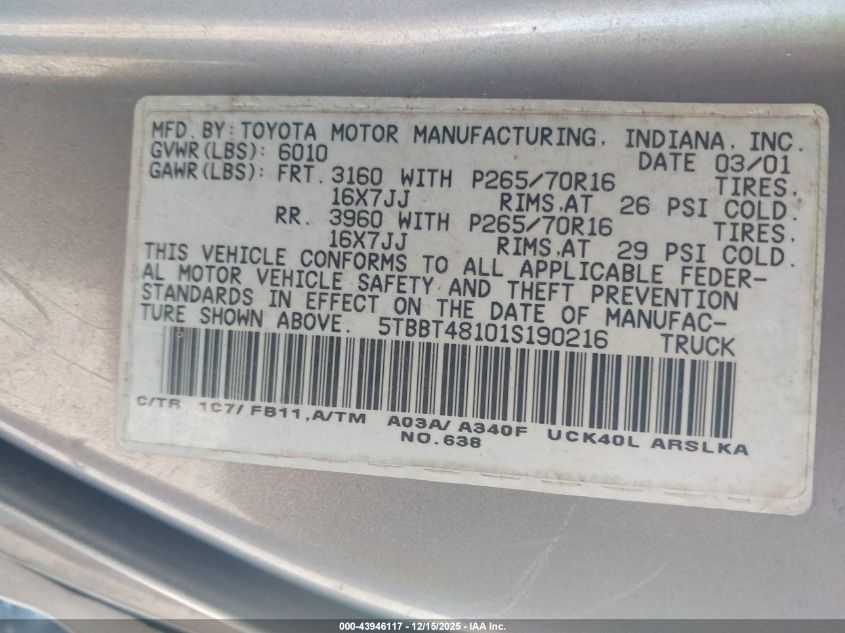 MFD. BY: TOYOTA MOTOR MANUFACTURING, INDIANA, INC.
GVWR(LBS): 6010 DATE 03/01
GAWR(LBS): FRT. 3160 WITH P265/70R16 TIRES.
16X7JJ RIMS.AT 26 PSI COLD.
RR. 3960 WITH P265/70R16 TIRES.
16X7JJ RIMS.AT 29 PSI COLD.
THIS VEHICLE CONFORMS TO ALL APPLICABLE FEDER-
AL MOTOR VEHICLE SAFETY AND THEFT PREVENTION
STANDARDS IN EFFECT ON THE DATE OF MANUFAC-
TURE SHOWN ABOVE. 5TBBT48101S190216 TRUCK
C/TR 1C7/FB11,A/TM A03A/A340F UCK40L ARSLKA
NO.638
000-43946117 - 12/15/2025 - IAA Inc.